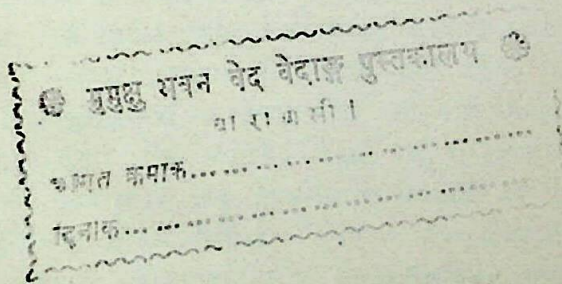 ❁ मुमुक्षु भवन वेद वेदाङ्ग पुस्तकालय ❁
वा रा ण सी ।
आगत क्रमाक........................................
दिनांक........................................